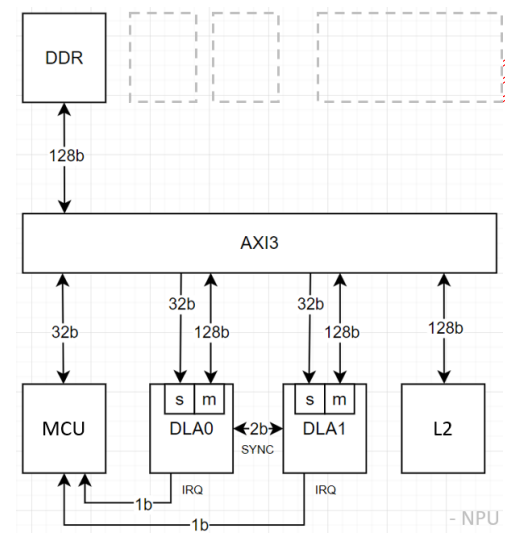 DDR
128b
AXI3
32b
32b
128b
32b
128b
128b
s
m
s
m
MCU
DLA0
2b
SYNC
DLA1
L2
IRQ
IRQ
1b
1b
- NPU